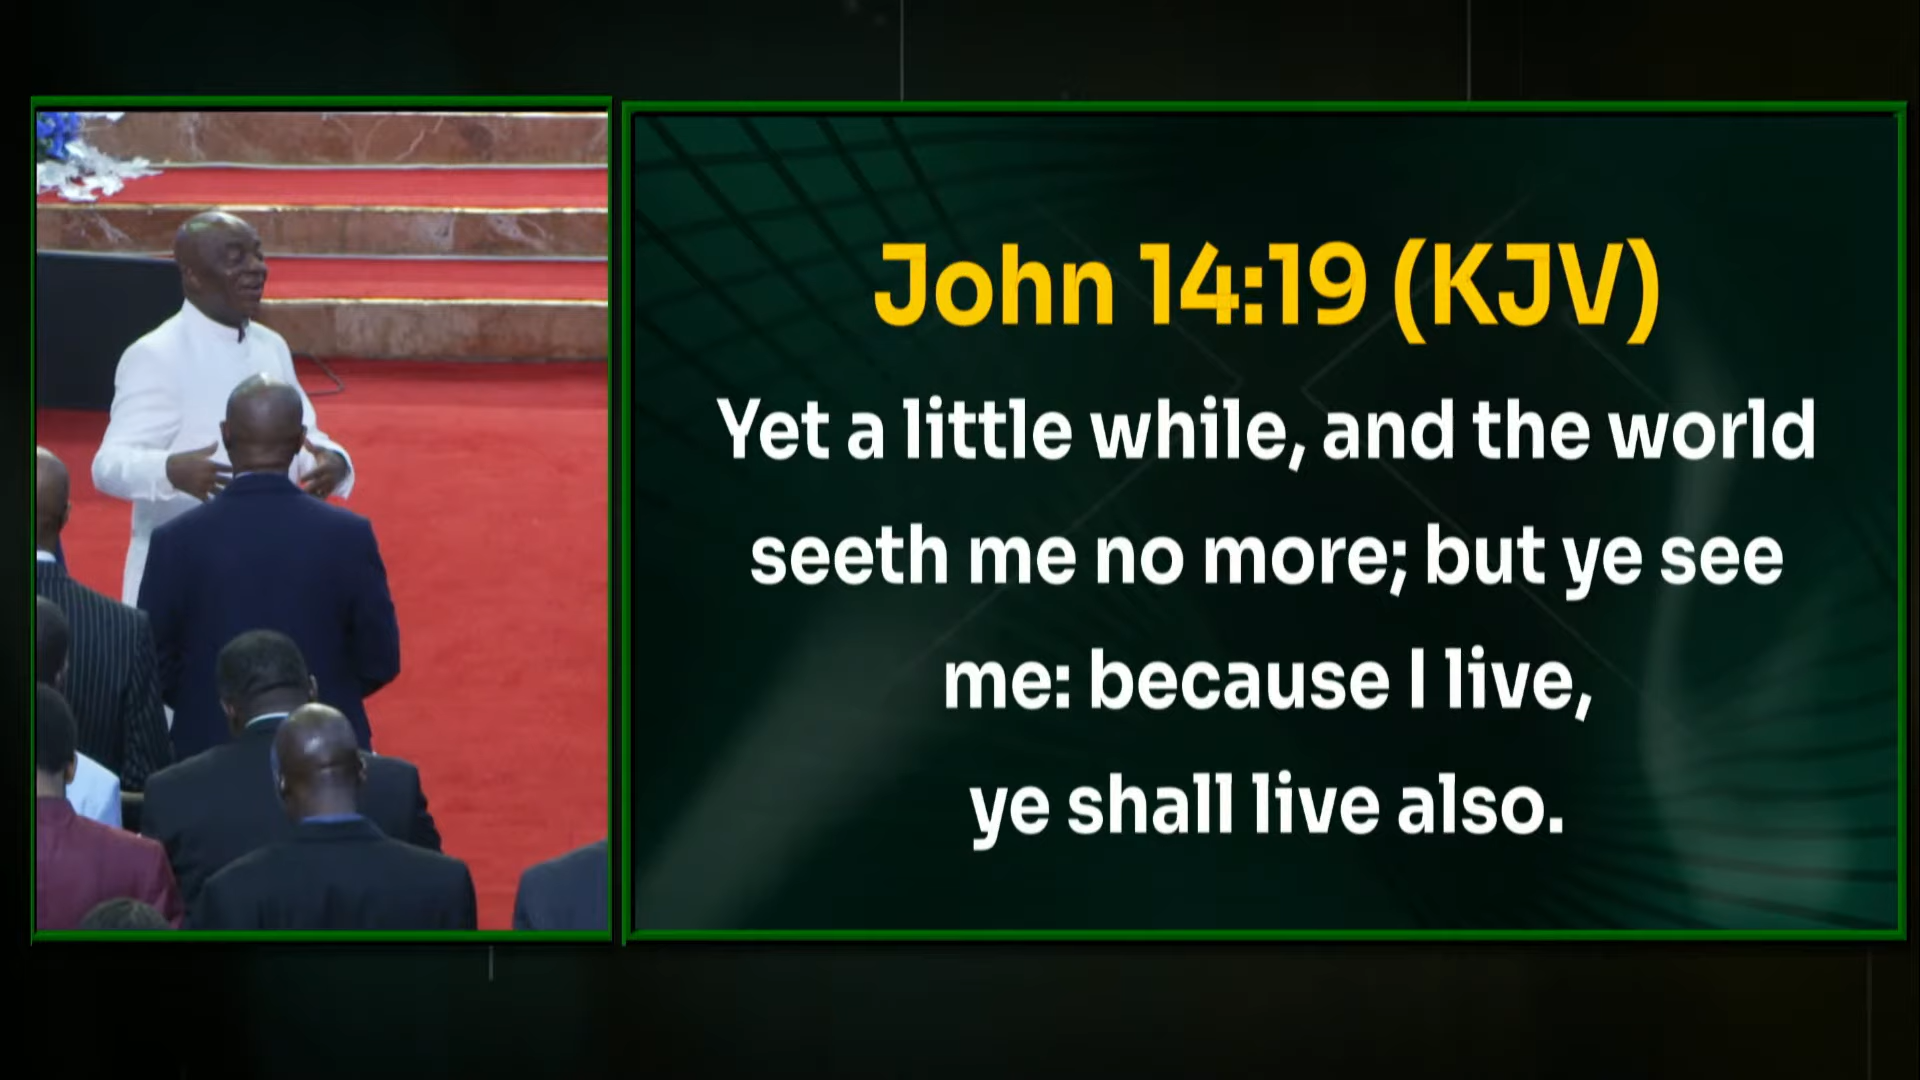 John 14:19 (KJV)
Yet a little while, and the world
seeth me no more; but ye see
me: because I live,
ye shall live also.